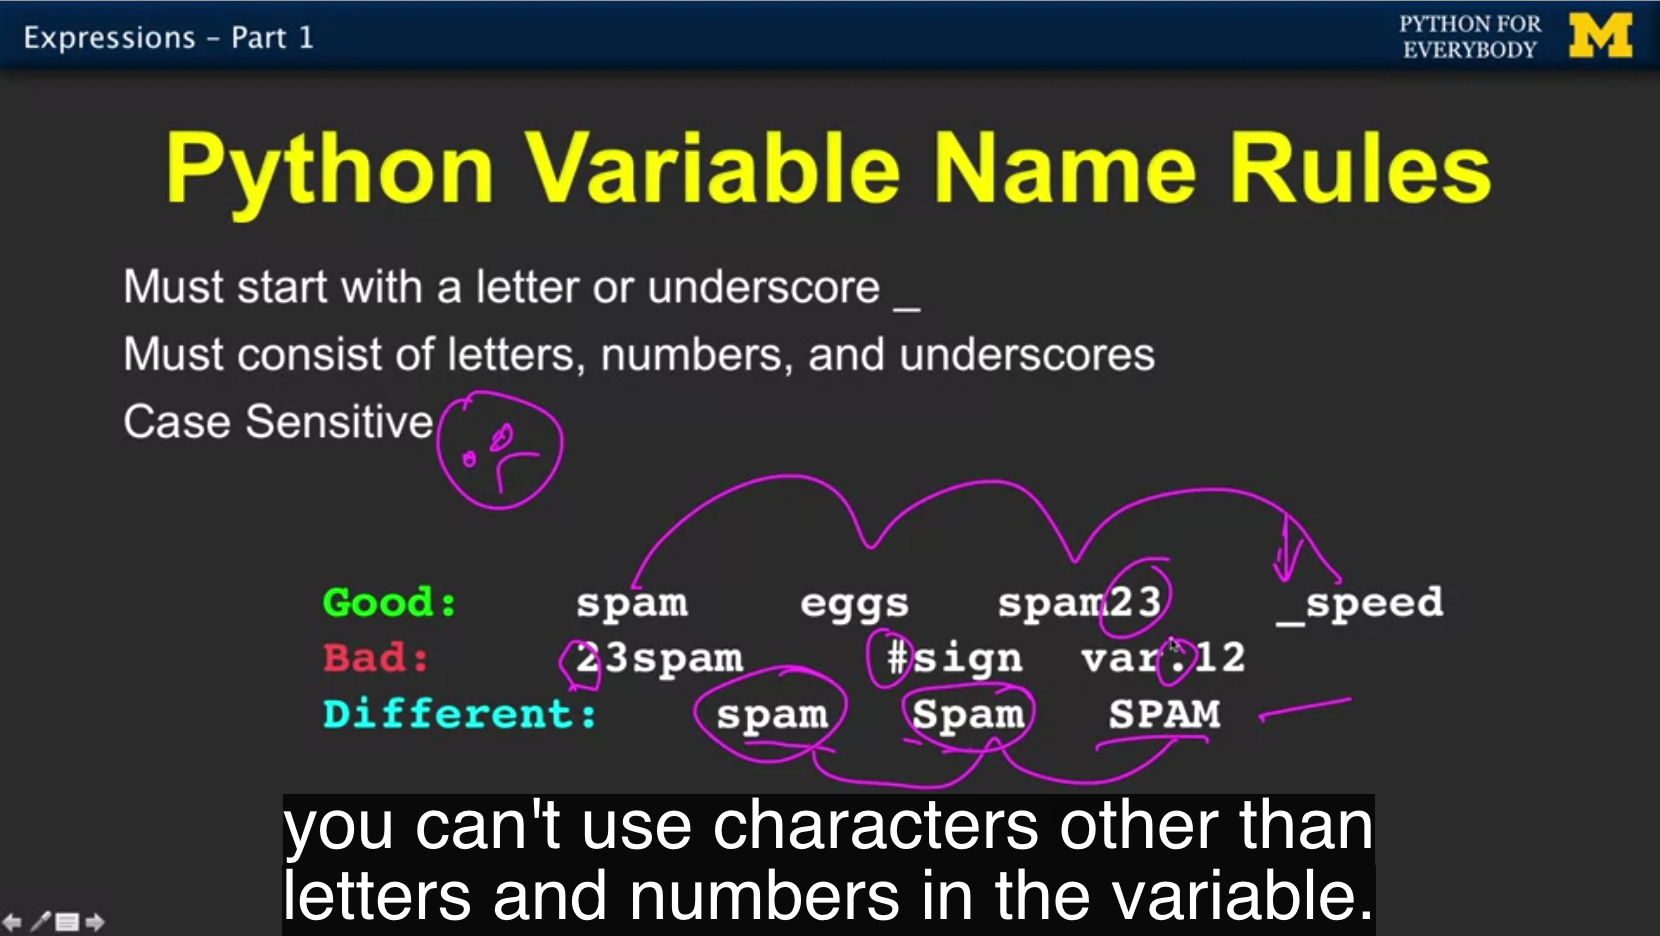 Expressions – Part 1
PYTHON FOR
EVERYBODY
M
Python Variable Name Rules
Must start with a letter or underscore _
Must consist of letters, numbers, and underscores
Case Sensitive
Good: spam eggs spam23 _speed
Bad: 23spam #sign var.12
Different: spam Spam SPAM
you can't use characters other than
letters and numbers in the variable.